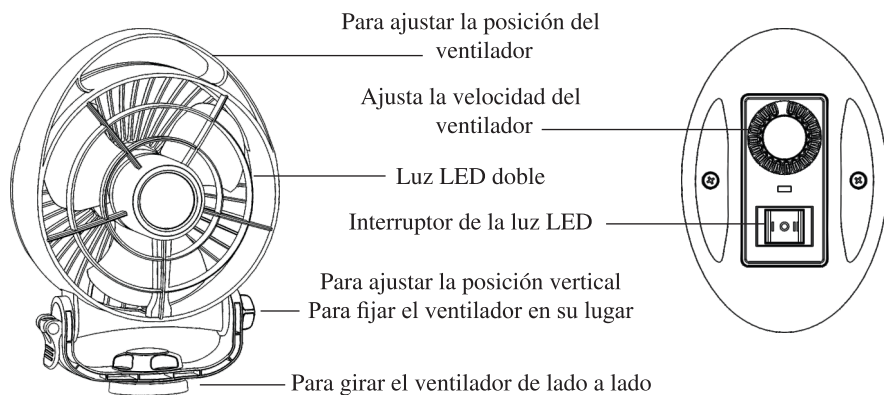 Para ajustar la posición del
ventilador
Ajusta la velocidad del
ventilador
Luz LED doble
Interruptor de la luz LED
Para ajustar la posición vertical
Para fijar el ventilador en su lugar
Para girar el ventilador de lado a lado